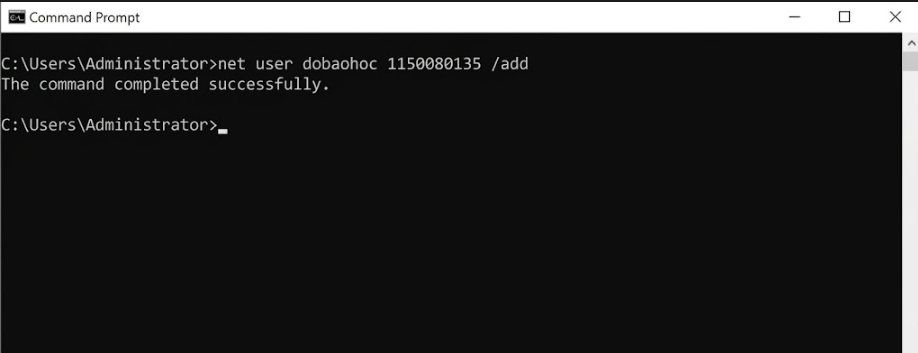 Command Prompt
C:\Users\Administrator>net user dobaohoc 1150080135 /add
The command completed successfully.
C:\Users\Administrator>